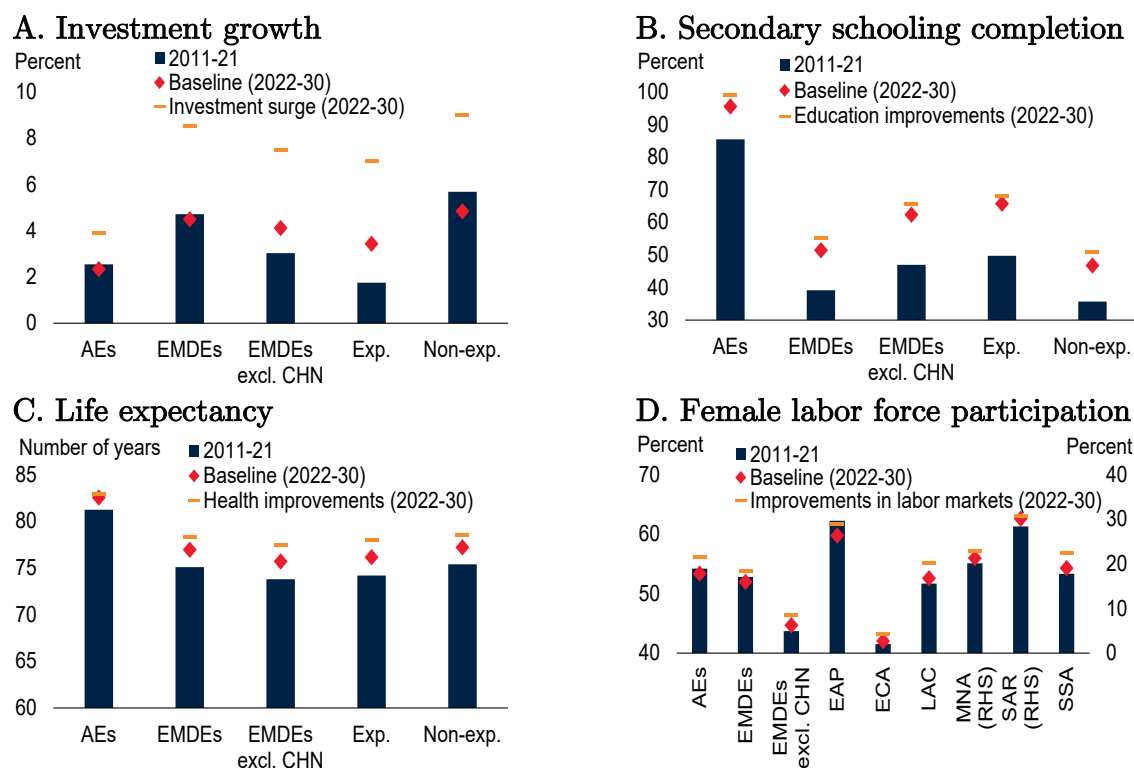 A. Investment growth
Percent
2011-21
Baseline (2022-30)
Investment surge (2022-30)
10
8
6
4
2
0
AEs
EMDEs
EMDEs
excl. CHN
Exp.
Non-exp.
B. Secondary schooling completion
Percent
2011-21
Baseline (2022-30)
Education improvements (2022-30)
100
90
80
70
60
50
40
30
AEs
EMDEs
EMDEs
excl. CHN
Exp.
Non-exp.
C. Life expectancy
Number of years
2011-21
Baseline (2022-30)
Health improvements (2022-30)
85
80
75
70
65
60
AEs
EMDEs
EMDEs
excl. CHN
Exp.
Non-exp.
D. Female labor force participation
Percent
Percent
2011-21
Baseline (2022-30)
Improvements in labor markets (2022-30)
70
60
50
40
40
30
20
10
0
AEs
EMDEs
EMDEs
excl. CHN
EAP
ECA
LAC
MNA
(RHS)
SAR
(RHS)
SSA